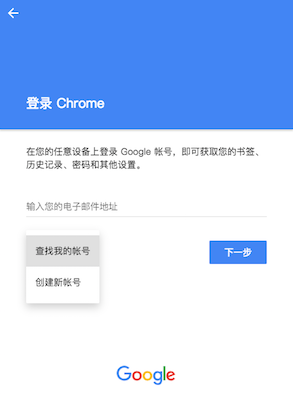 登录 Chrome
在您的任意设备上登录 Google 帐号，即可获取您的书签、
历史记录、密码和其他设置。
输入您的电子邮件地址
查找我的帐号
下一步
创建新帐号
Google